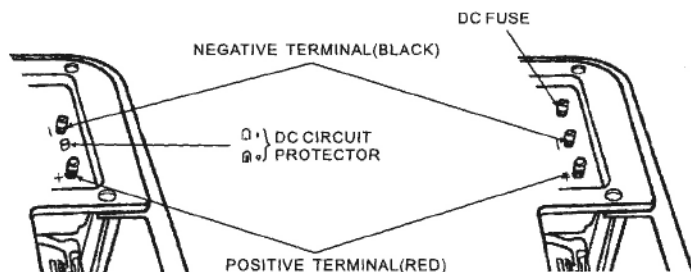 DC FUSE
NEGATIVE TERMINAL(BLACK)
DC CIRCUIT
PROTECTOR
POSITIVE TERMINAL(RED)